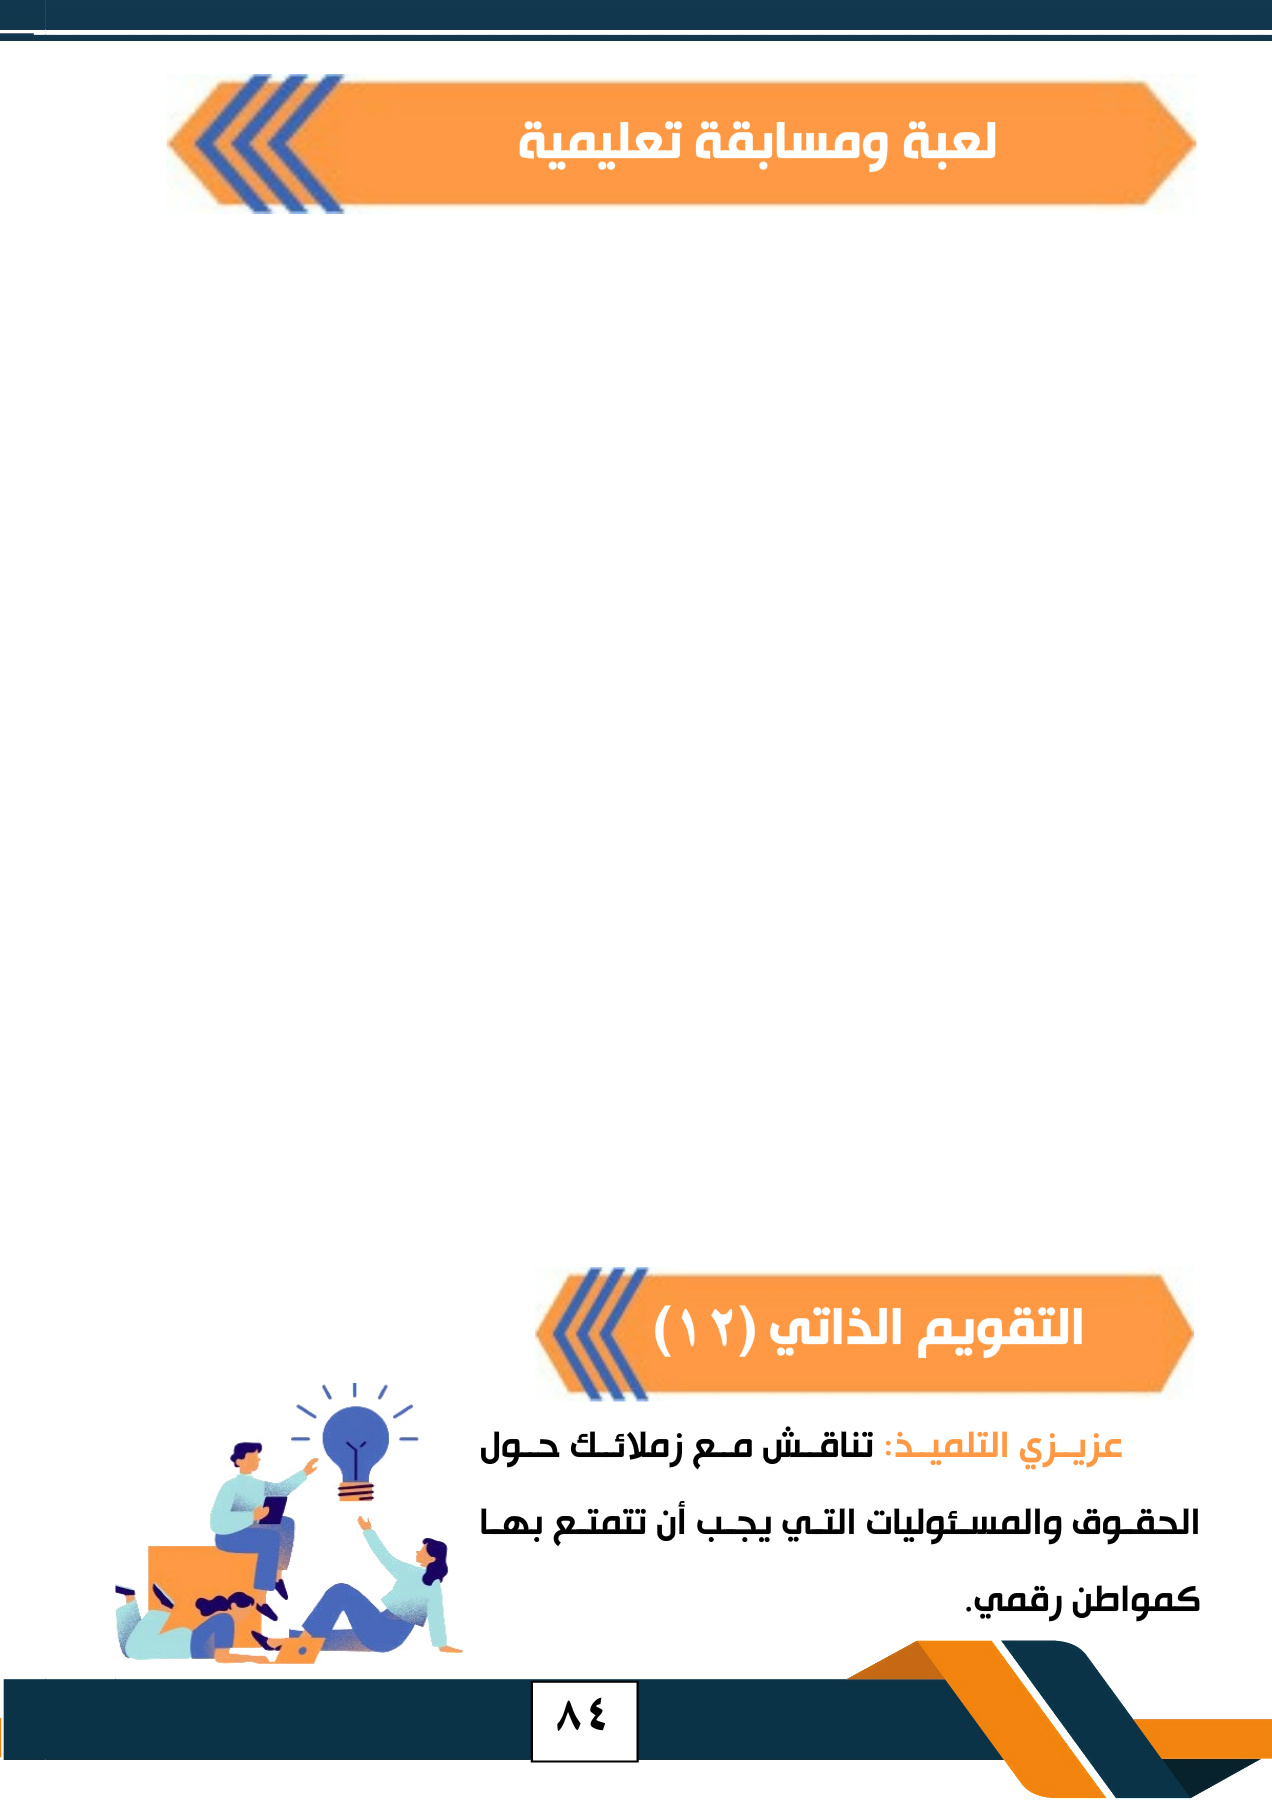 لعبة ومسابقة تعليمية
التقويم الذاتي (١٢)
عزيـزي التلميـذ: تناقـش مـع زملائـك حـول
الحقـوق والمسـئوليات التـي يجـب أن تتمتـع بهـا
كمواطن رقمي.
٨٤